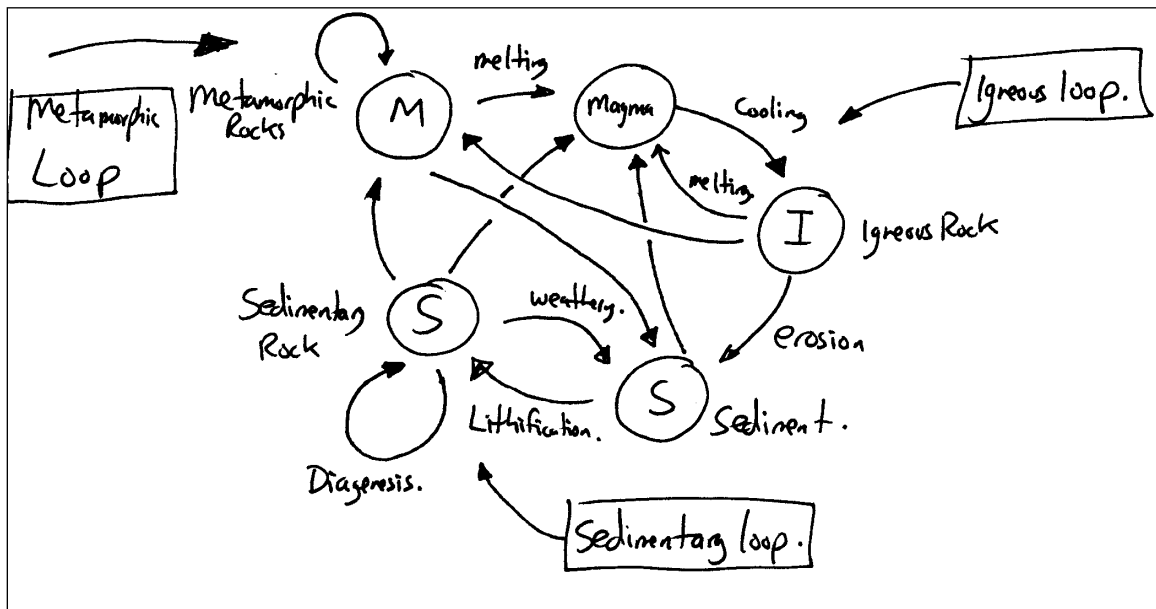 Metamorphic
Loop
Metamorphic
Rocks
M
melting
Magma
Cooling
Igneous loop.
melting.
I
Igneous Rock
Sedimentary
Rock
S
weatherg.
erosion
S
Sediment.
Lithification.
Diagenesis.
Sedimentary loop.